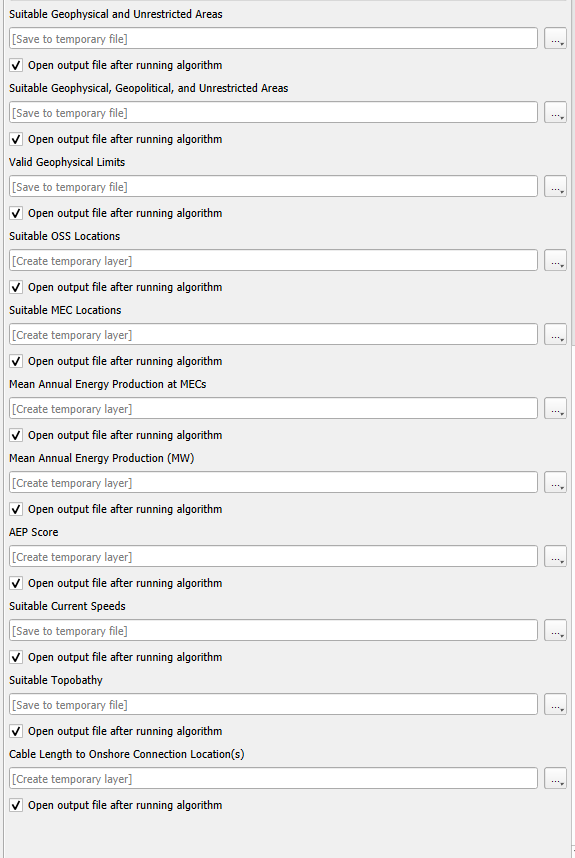 Suitable Geophysical and Unrestricted Areas
[Save to temporary file]
...
Open output file after running algorithm
Suitable Geophysical, Geopolitical, and Unrestricted Areas
[Save to temporary file]
...
Open output file after running algorithm
Valid Geophysical Limits
[Save to temporary file]
...
Open output file after running algorithm
Suitable OSS Locations
[Create temporary layer]
...
Open output file after running algorithm
Suitable MEC Locations
[Create temporary layer]
...
Open output file after running algorithm
Mean Annual Energy Production at MECs
[Create temporary layer]
...
Open output file after running algorithm
Mean Annual Energy Production (MW)
[Create temporary layer]
...
Open output file after running algorithm
AEP Score
[Create temporary layer]
...
Open output file after running algorithm
Suitable Current Speeds
[Save to temporary file]
...
Open output file after running algorithm
Suitable Topobathy
[Save to temporary file]
...
Open output file after running algorithm
Cable Length to Onshore Connection Location(s)
[Create temporary layer]
...
Open output file after running algorithm